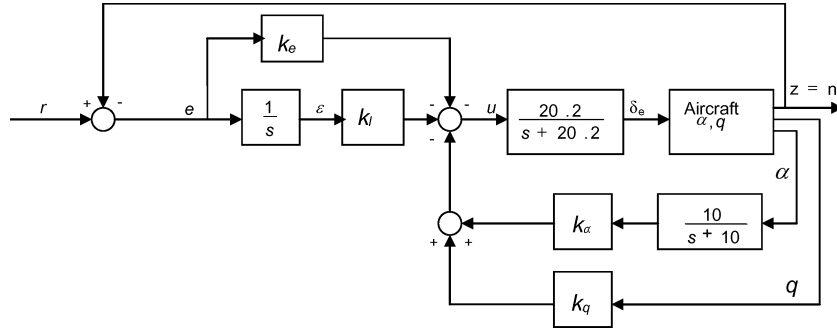 k_e
z = n
r
+
-
e
1
s
ε
k_I
-
-
-
u
20 .2
s + 20 .2
δ_e
Aircraft
α, q
α
k_α
10
s + 10
+
+
k_q
q